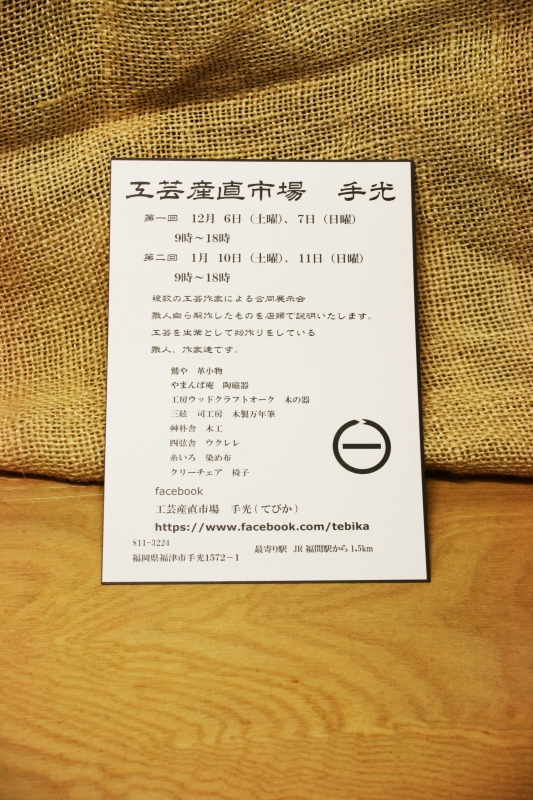 工芸産直市場　手光
第一回　12月 6日（土曜）、7日（日曜）
9時～18時
第二回　1月 10日（土曜）、11日（日曜）
9時～18時
複数の工芸作家による合同展示会
職人自ら製作したものを店頭で説明いたします。
工芸を生業として物作りをしている
職人、作家達です。
鷲や　革小物
やまんば庵　陶磁器
工房ウッドクラフトオーク　木の器
三絃　司工房　木製万年筆
艸朴舎　木工
四弦舎　ウクレレ
糸いろ　染め布
クリーチェア　椅子
facebook
工芸産直市場　手光(てびか)
https://www.facebook.com/tebika
811-3224
最寄り駅　JR 福間駅から 1.5km
福岡県福津市手光1572-1